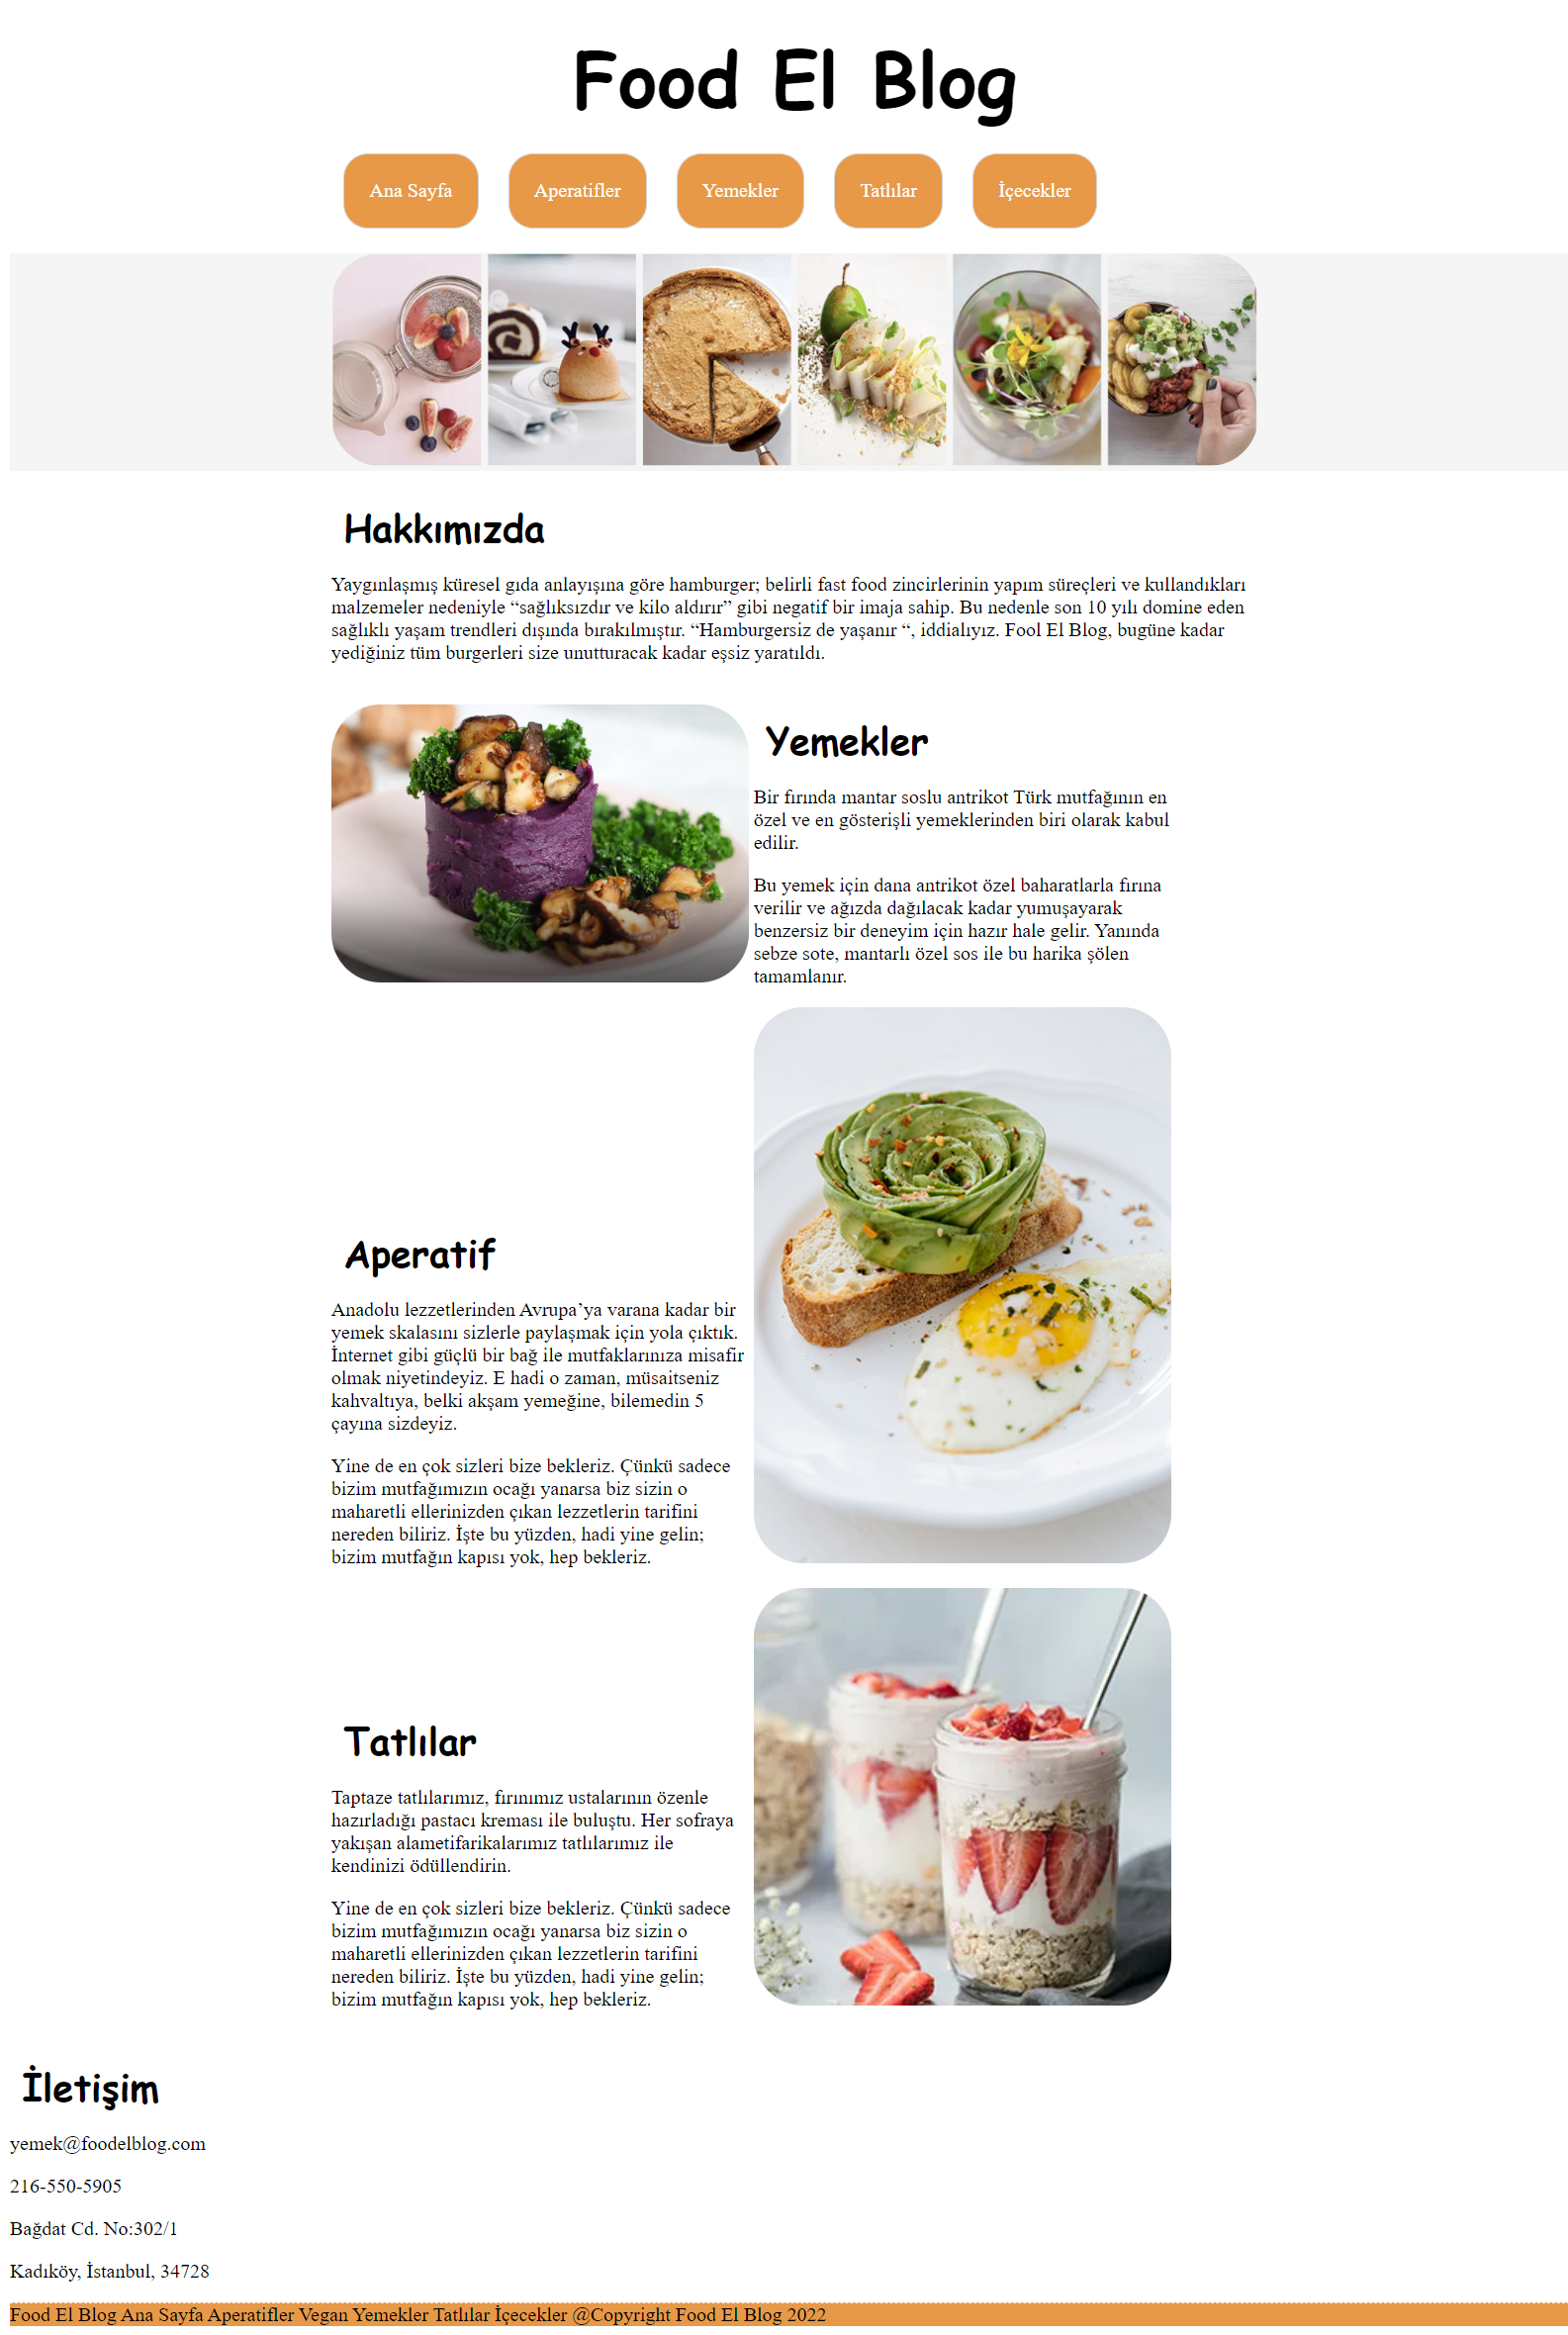 Food El Blog
Ana Sayfa
Aperatifler
Yemekler
Tatlılar
İçecekler
Hakkımızda
Yaygınlaşmış küresel gıda anlayışına göre hamburger; belirli fast food zincirlerinin yapım süreçleri ve kullandıkları
malzemeler nedeniyle “sağlıksızdır ve kilo aldırır” gibi negatif bir imaja sahip. Bu nedenle son 10 yılı domine eden
sağlıklı yaşam trendleri dışında bırakılmıştır. “Hamburgersiz de yaşanır “, iddialıyız. Fool El Blog, bugüne kadar
yediğiniz tüm burgerleri size unutturacak kadar eşsiz yaratıldı.
Yemekler
Bir fırında mantar soslu antrikot Türk mutfağının en
özel ve en gösterişli yemeklerinden biri olarak kabul
edilir.
Bu yemek için dana antrikot özel baharatlarla fırına
verilir ve ağızda dağılacak kadar yumuşayarak
benzersiz bir deneyim için hazır hale gelir. Yanında
sebze sote, mantarlı özel sos ile bu harika şölen
tamamlanır.
Aperatif
Anadolu lezzetlerinden Avrupa’ya varana kadar bir
yemek skalasını sizlerle paylaşmak için yola çıktık.
İnternet gibi güçlü bir bağ ile mutfaklarınıza misafir
olmak niyetindeyiz. E hadi o zaman, müsaitseniz
kahvaltıya, belki akşam yemeğine, bilemedin 5
çayına sizdeyiz.
Yine de en çok sizleri bize bekleriz. Çünkü sadece
bizim mutfağımızın ocağı yanarsa biz sizin o
maharetli ellerinizden çıkan lezzetlerin tarifini
nereden biliriz. İşte bu yüzden, hadi yine gelin;
bizim mutfağın kapısı yok, hep bekleriz.
Tatlılar
Taptaze tatlılarımız, fırınımız ustalarının özenle
hazırladığı pastacı kreması ile buluştu. Her sofraya
yakışan alametifarikalarımız tatlılarımız ile
kendinizi ödüllendirin.
Yine de en çok sizleri bize bekleriz. Çünkü sadece
bizim mutfağımızın ocağı yanarsa biz sizin o
maharetli ellerinizden çıkan lezzetlerin tarifini
nereden biliriz. İşte bu yüzden, hadi yine gelin;
bizim mutfağın kapısı yok, hep bekleriz.
İletişim
yemek@foodelblog.com
216-550-5905
Bağdat Cd. No:302/1
Kadıköy, İstanbul, 34728
Food El Blog Ana Sayfa Aperatifler Vegan Yemekler Tatlılar İçecekler @Copyright Food El Blog 2022